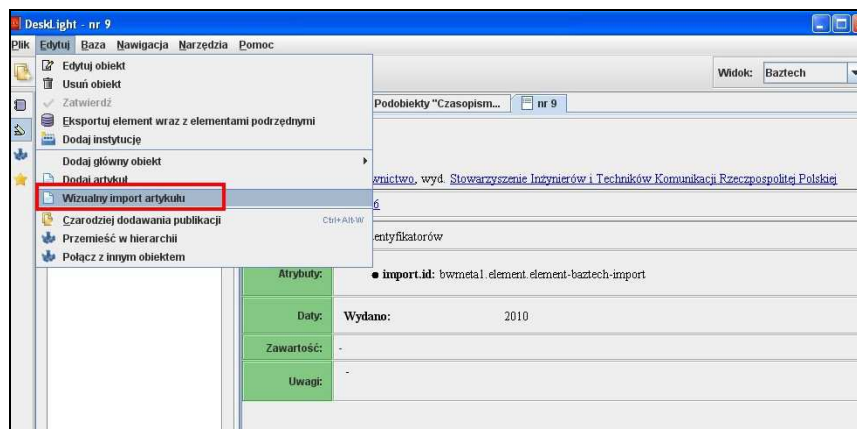 DeskLight - nr 9
Plik Edytuj Baza Nawigacja Narzędzia Pomoc
Edytuj obiekt
Usuń obiekt
Widok: Baztech
Zatwierdź
Podobiekty "Czasopism... nr 9
Eksportuj element wraz z elementami podrzędnymi
Dodaj instytucję
Dodaj główny obiekt
Dodaj artykuł
wnictwo, wyd. Stowarzyszenie Inżynierów i Techników Komunikacji Rzeczpospolitej Polskiej
Wizualny import artykułu
6
Czarodziej dodawania publikacji Ctrl+Alt-W
Przemieść w hierarchii
entyfikatorów
Połącz z innym obiektem
Atrybuty: ● import.id: bwmeta1.element.element-baztech-import
Daty: Wydano: 2010
Zawartość: -
Uwagi: -